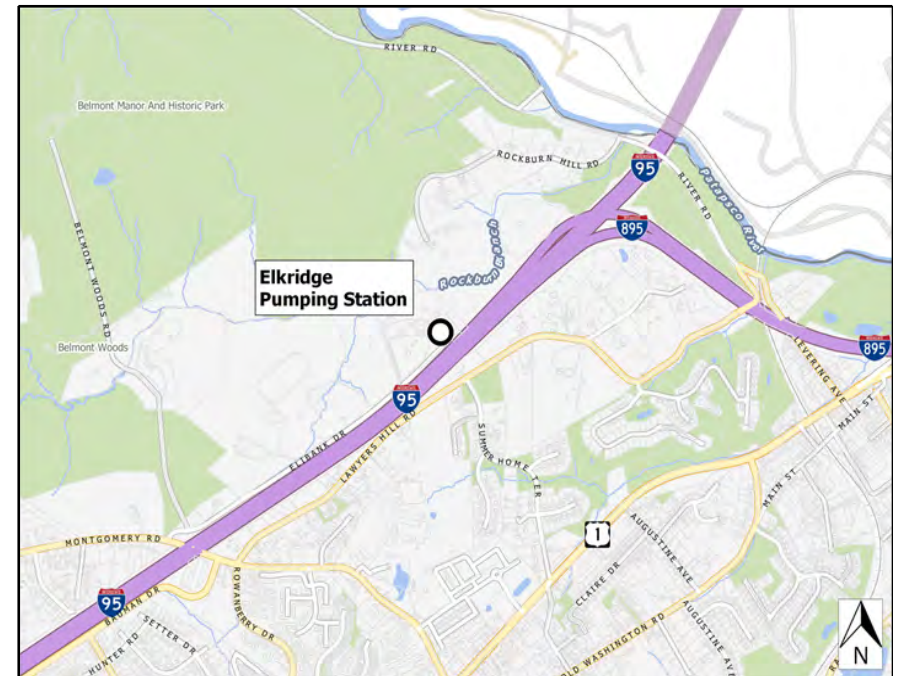 RIVER RD
Belmont Manor And Historic Park
ROCKBURN HILL RD
95
RIVER RD
Patapsco River
895
BELMONT WOODS RD
Rockburn Branch
Elkridge
Pumping Station
Belmont Woods
895
LEVERING AVE
95
MAIN ST
ELIBANK DR
LAWYERS HILL RD
SUMMER HOME TER
MAIN ST
1
AUGUSTINE AVE
MONTGOMERY RD
CLAIRE DR
95
BAUMAN DR
ROWANBERRY DR
SETTER DR
HUNTER RD
OLD WASHINGTON RD
AUGUSTINE AVE
N